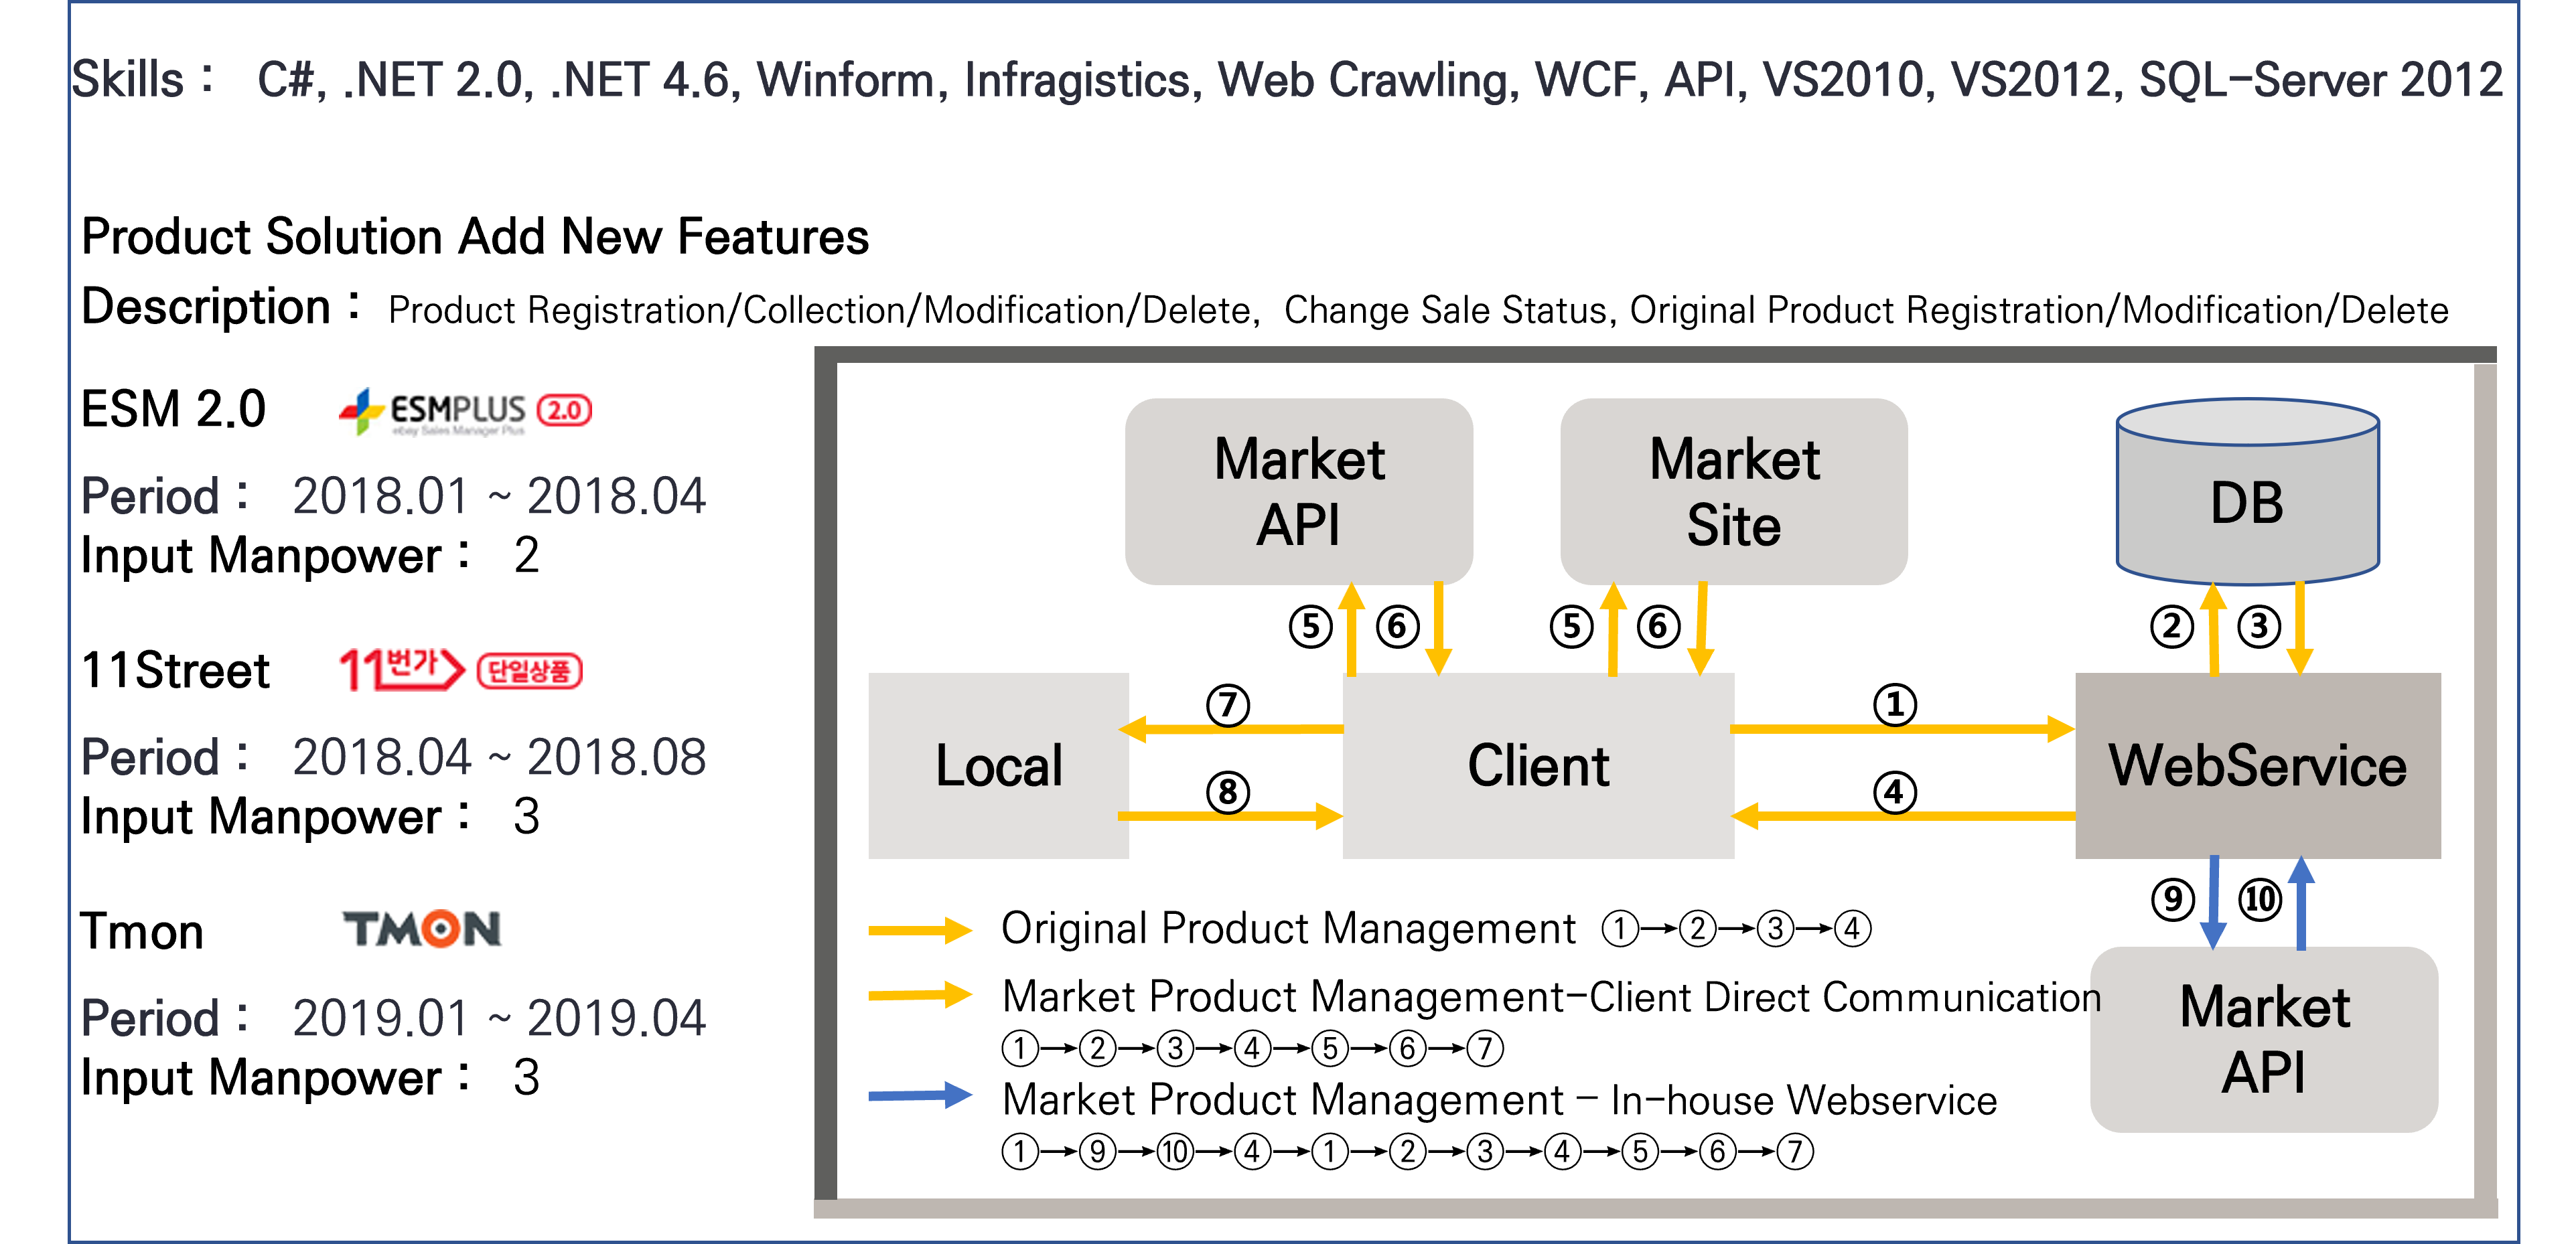 Skills : C#, .NET 2.0, .NET 4.6, Winform, Infragistics, Web Crawling, WCF, API, VS2010, VS2012, SQL-Server 2012
Product Solution Add New Features
Description : Product Registration/Collection/Modification/Delete, Change Sale Status, Original Product Registration/Modification/Delete
ESM 2.0
ESMPLUS 2.0
ebay Sales Manager Plus
Period : 2018.01 ~ 2018.04
Input Manpower : 2
11Street
11번가 단일상품
Period : 2018.04 ~ 2018.08
Input Manpower : 3
Tmon
TMON
Period : 2019.01 ~ 2019.04
Input Manpower : 3
Market
API
Market
Site
DB
⑤ ⑥
⑤ ⑥
② ③
⑦
①
Local
Client
WebService
⑧
④
⑨ ⑩
Market
API
Original Product Management ①→②→③→④
Market Product Management-Client Direct Communication
①→②→③→④→⑤→⑥→⑦
Market Product Management - In-house Webservice
①→⑨→⑩→④→①→②→③→④→⑤→⑥→⑦